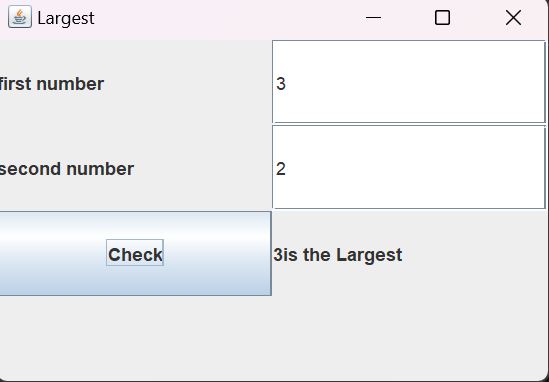 Largest
first number
3
second number
2
Check
3is the Largest